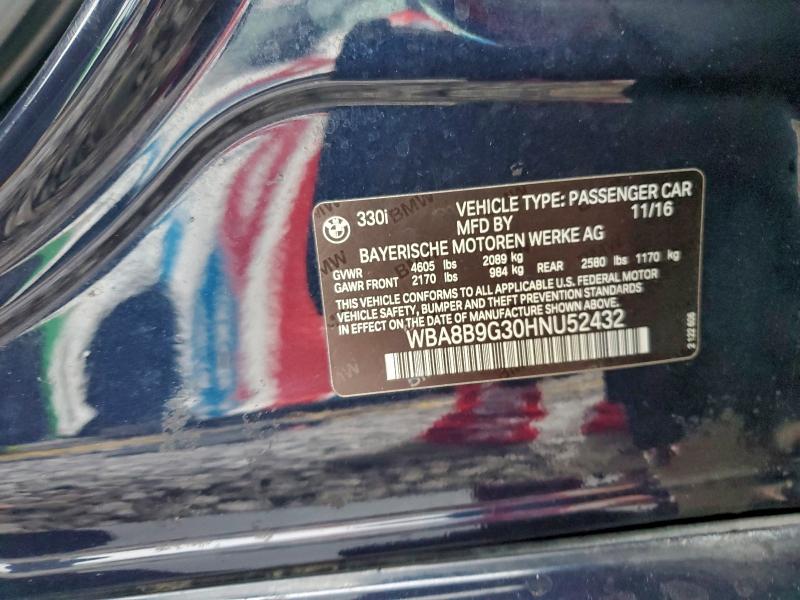 330i VEHICLE TYPE: PASSENGER CAR
MFD BY 11/16
BAYERISCHE MOTOREN WERKE AG
GVWR 4605 lbs 2089 kg
GAWR FRONT 2170 lbs 984 kg REAR 2580 lbs 1170 kg
THIS VEHICLE CONFORMS TO ALL APPLICABLE U.S. FEDERAL MOTOR
VEHICLE SAFETY, BUMPER AND THEFT PREVENTION STANDARDS
IN EFFECT ON THE DATE OF MANUFACTURE SHOWN ABOVE.
WBA8B9G30HNU52432